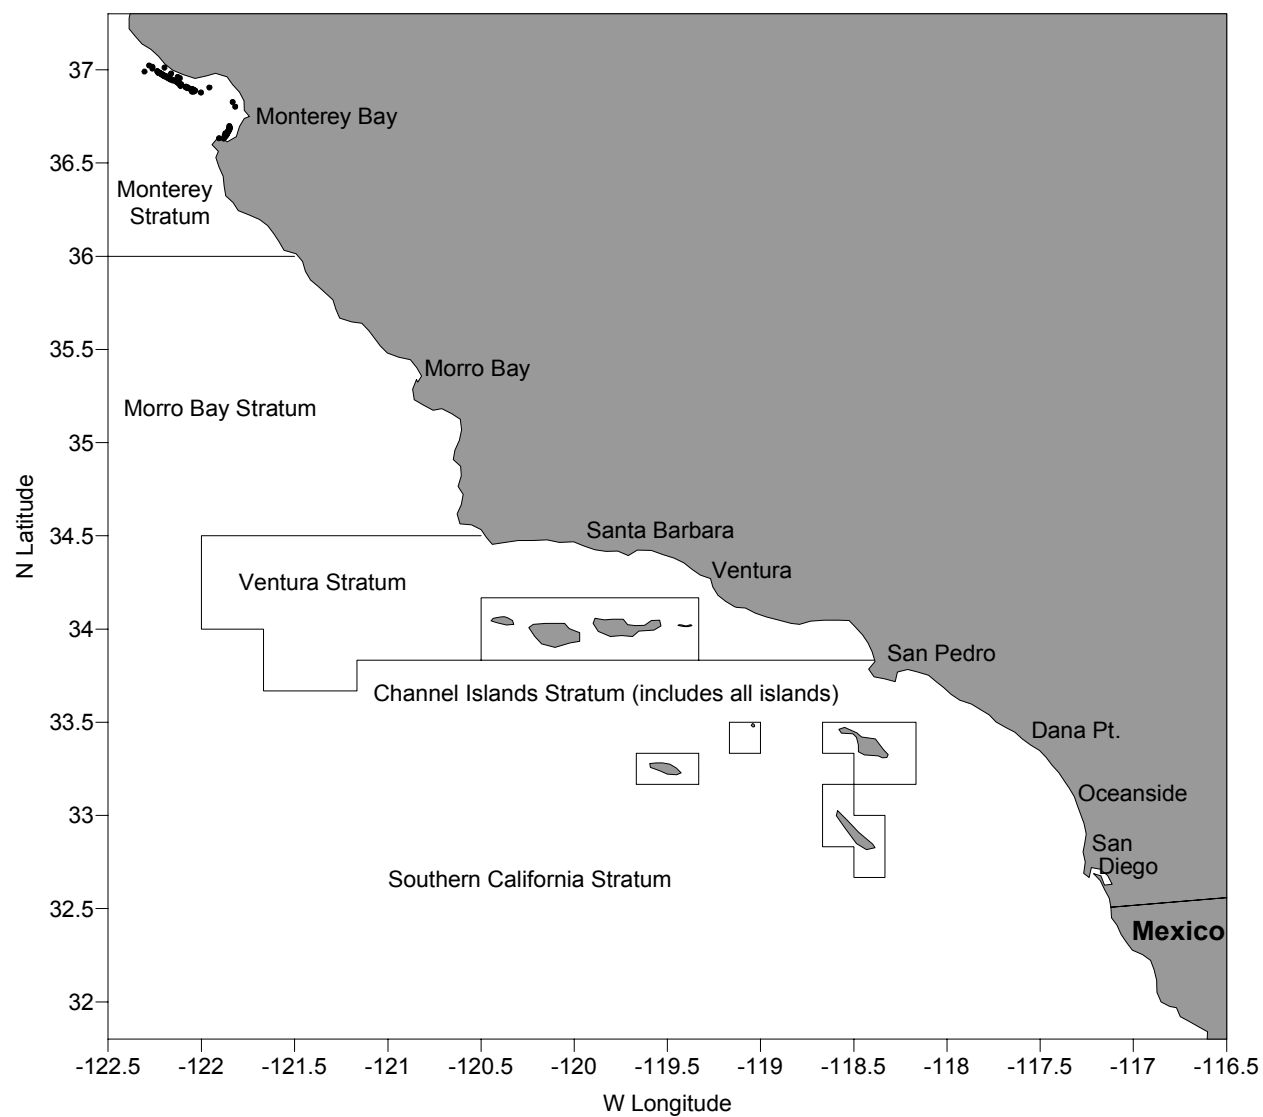 37
Monterey Bay
36.5
Monterey
Stratum
36
35.5
Morro Bay
Morro Bay Stratum
35
N Latitude
34.5
Santa Barbara
Ventura
Ventura Stratum
34
San Pedro
Channel Islands Stratum (includes all islands)
33.5
Dana Pt.
Oceanside
33
San
Diego
Southern California Stratum
32.5
Mexico
32
-122.5 -122 -121.5 -121 -120.5 -120 -119.5 -119 -118.5 -118 -117.5 -117 -116.5
W Longitude